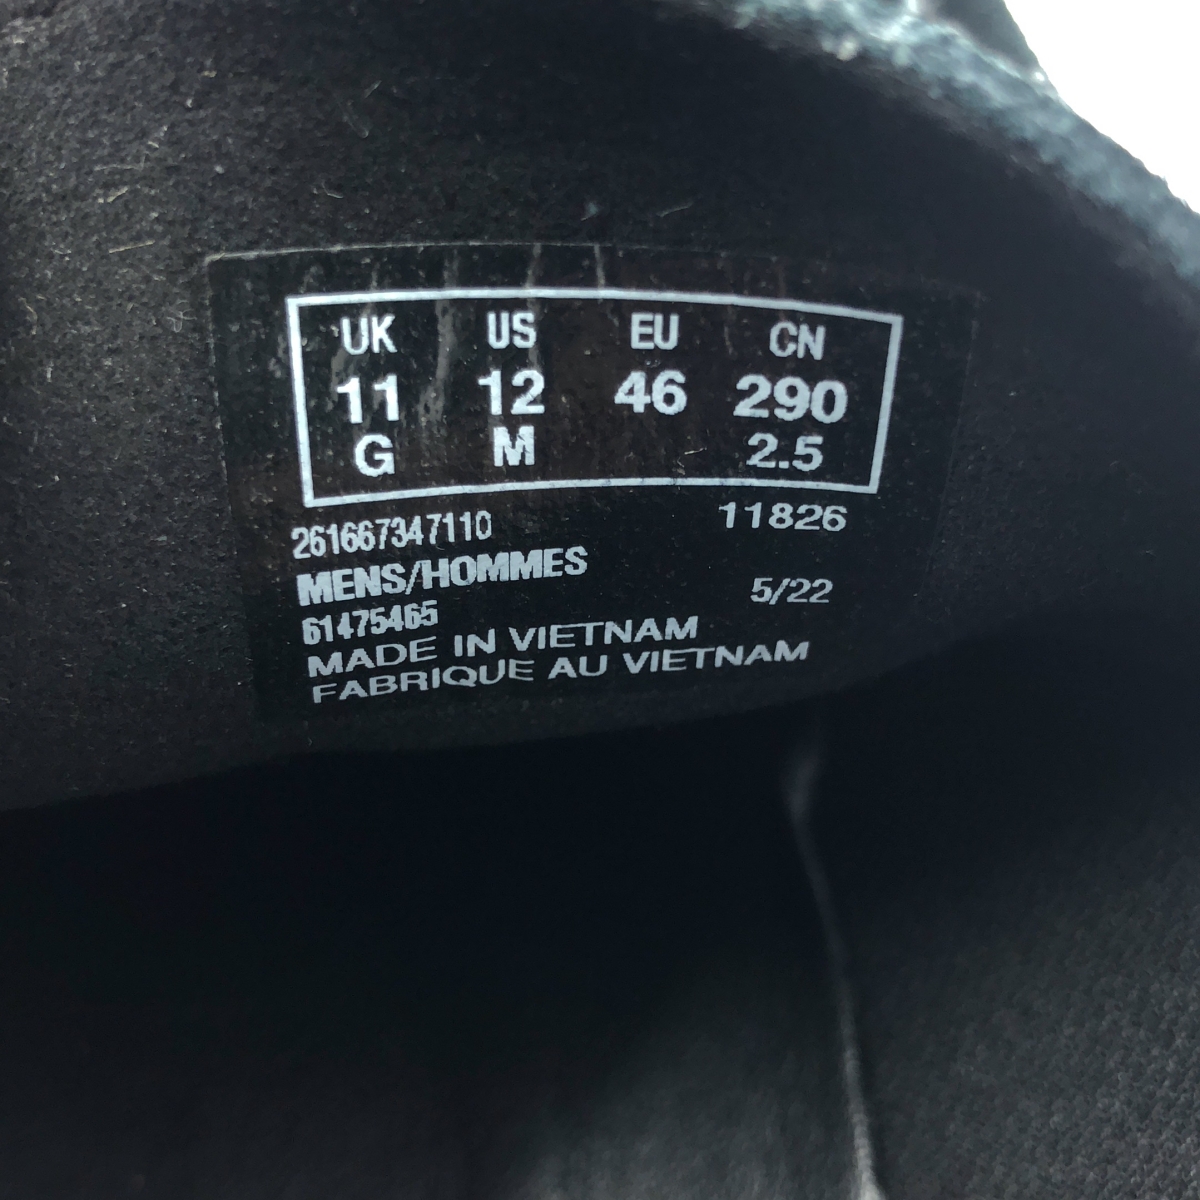 UK US EU CN
11 12 46 290
G M 2.5
261667347110 11826
MENS/HOMMES
61475465 5/22
MADE IN VIETNAM
FABRIQUE AU VIETNAM